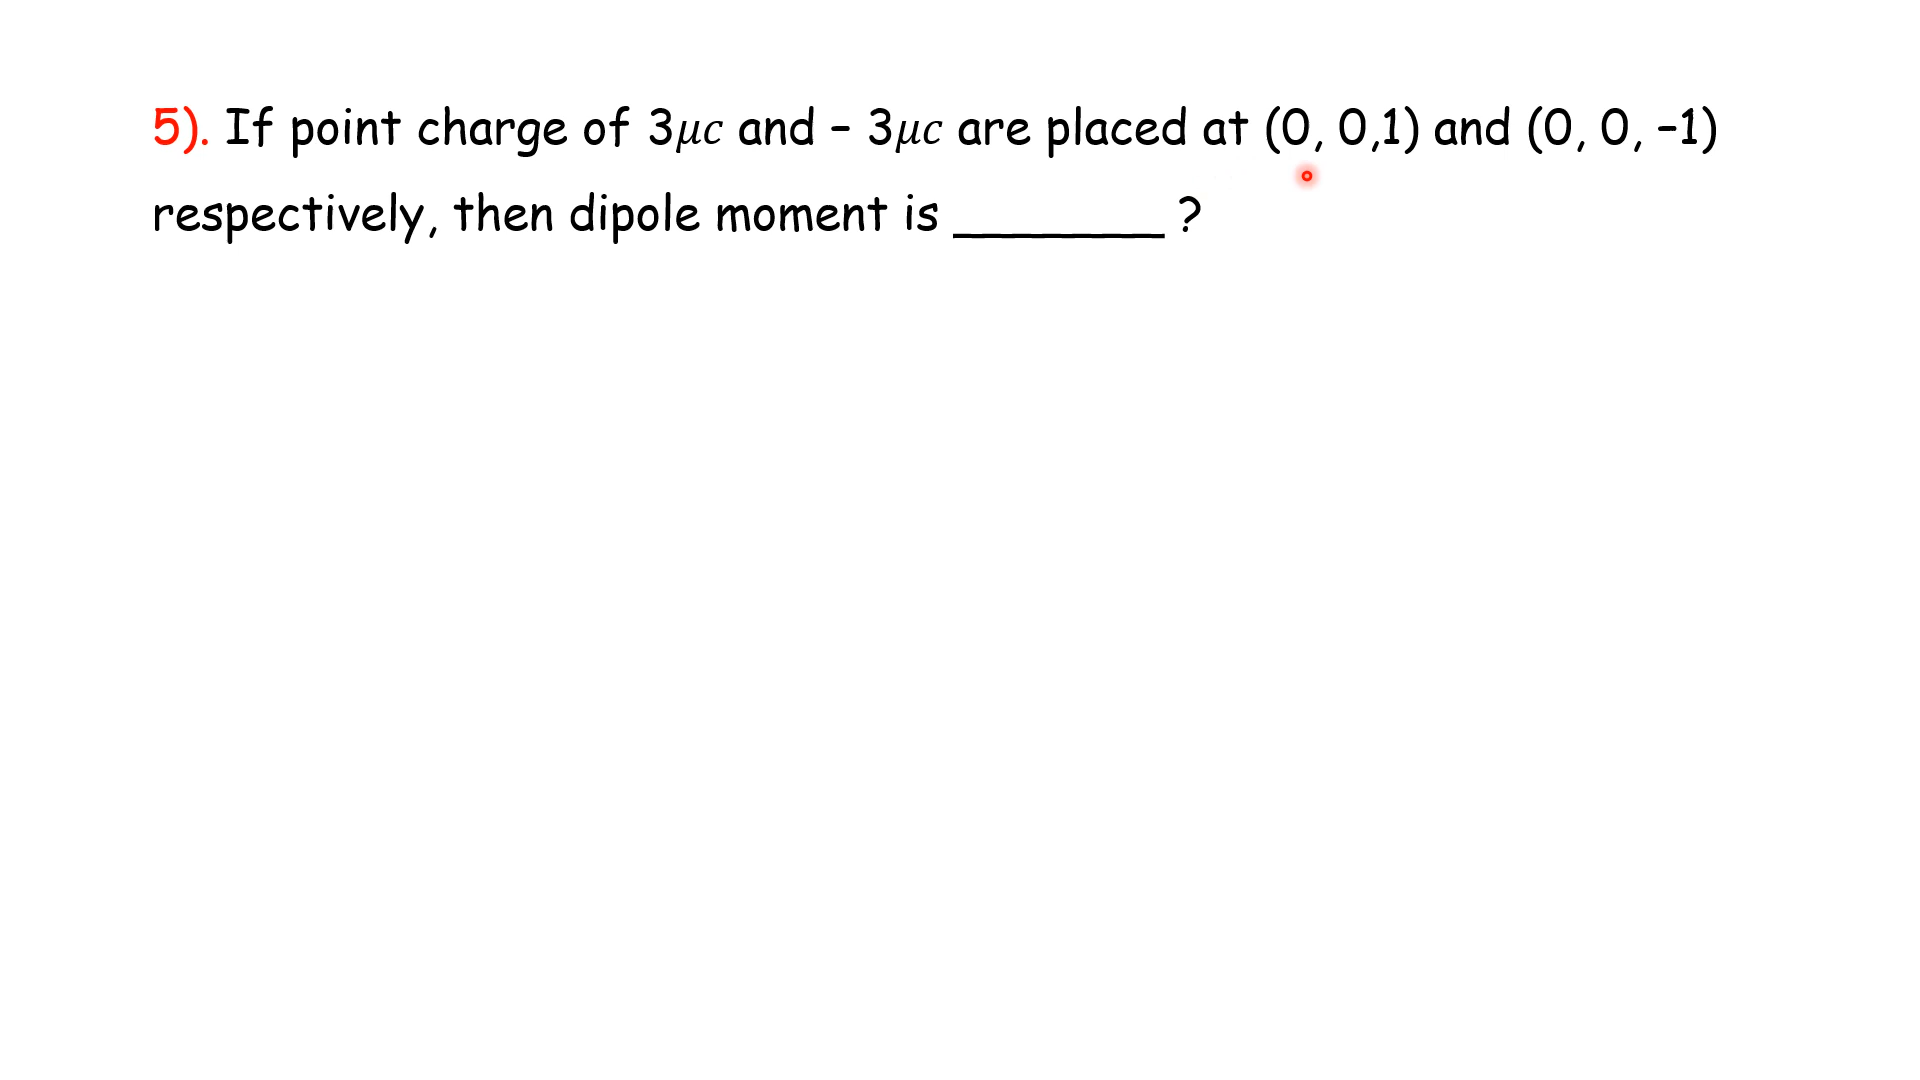 5). If point charge of 3𝜇𝑐 and – 3𝜇𝑐 are placed at (0, 0,1) and (0, 0, –1)
respectively, then dipole moment is _______ ?